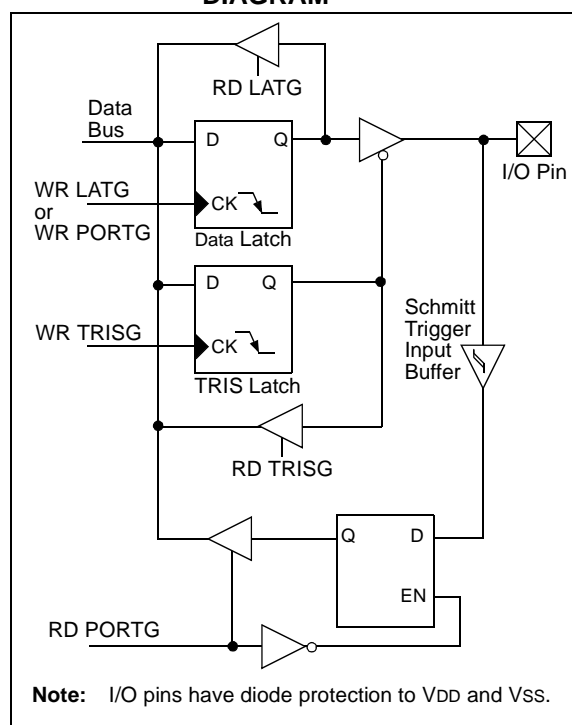 DIAGRAM
RD LATG
Data
Bus
D Q
I/O Pin
WR LATG
or
WR PORTG
CK
Data Latch
D Q
WR TRISG
CK
TRIS Latch
Schmitt
Trigger
Input
Buffer
RD TRISG
Q D
EN
RD PORTG
Note: I/O pins have diode protection to VDD and VSS.